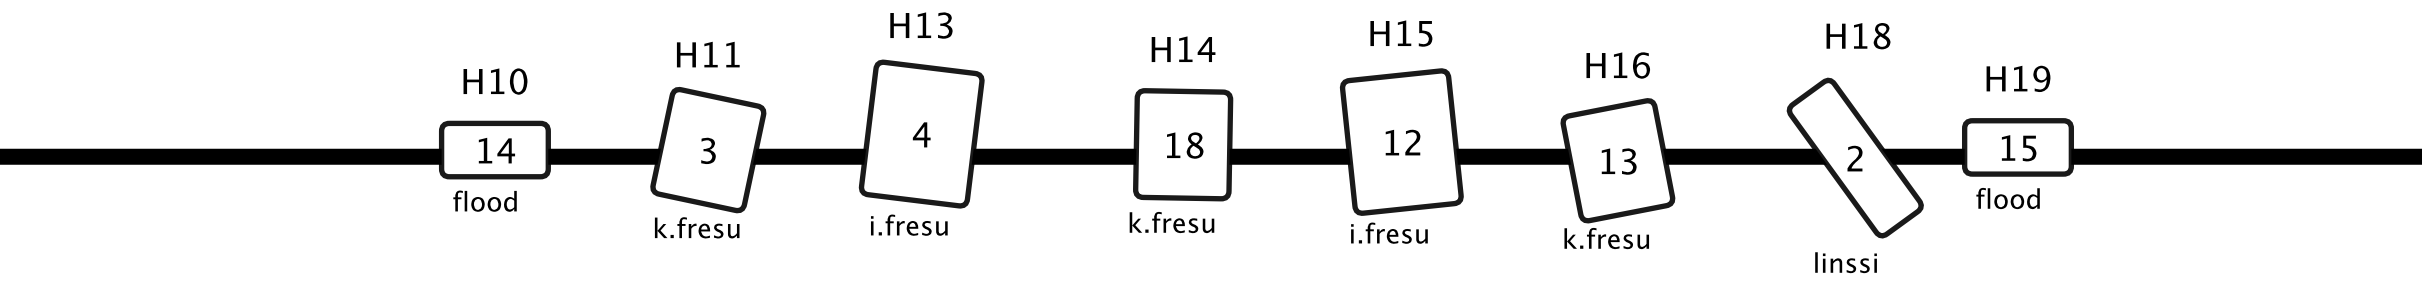 H10
14
flood
H11
3
k.fresu
H13
4
i.fresu
H14
18
k.fresu
H15
12
i.fresu
H16
13
k.fresu
H18
2
linssi
H19
15
flood